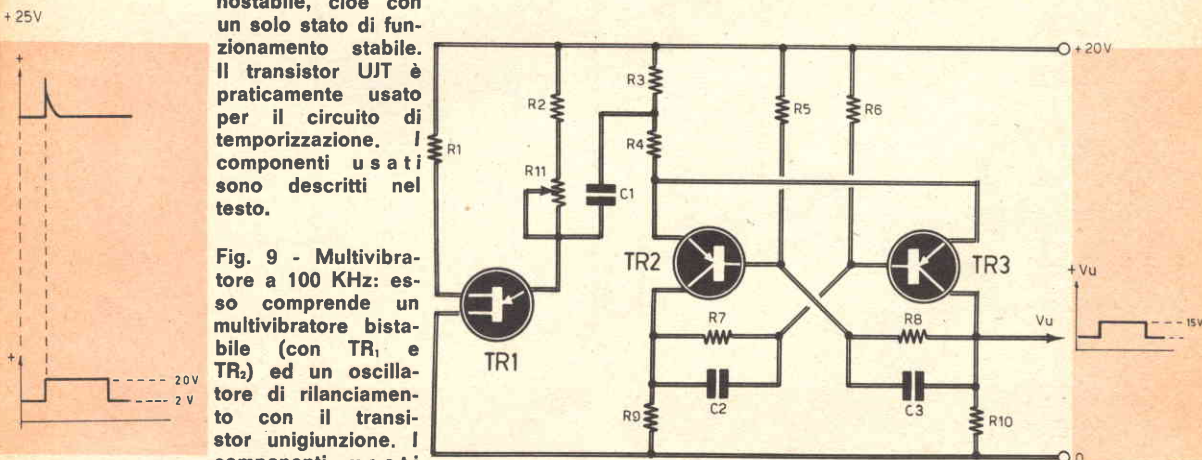 +25V
nostabile, cioè con
un solo stato di fun-
zionamento stabile.
Il transistor UJT è
praticamente usato
per il circuito di
temporizzazione. I
componenti usati
sono descritti nel
testo.
Fig. 9 - Multivibra-
tore a 100 KHz: es-
so comprende un
multivibratore bista-
bile (con TR₁ e
TR₂) ed un oscilla-
tore di rilanciamen-
to con il transi-
stor unigiunzione. I
componenti usati
+
+
20V
2 V
+20V
R3
R2
R5
R6
R1
R4
R11
C1
TR2
TR3
TR1
R7
R8
Vu
+Vu
15V
C2
C3
R9
R10
0